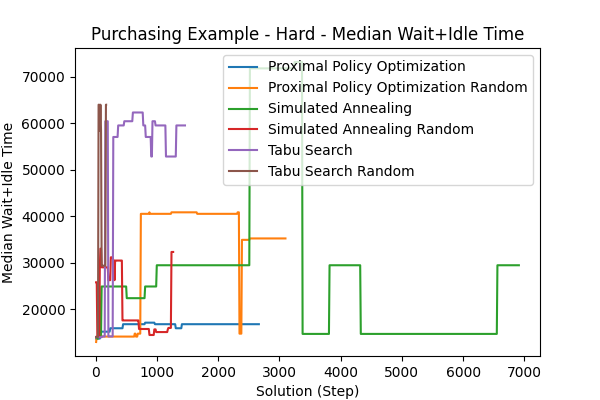 Purchasing Example - Hard - Median Wait+Idle Time
Proximal Policy Optimization
Proximal Policy Optimization Random
Simulated Annealing
Simulated Annealing Random
Tabu Search
Tabu Search Random
Median Wait+Idle Time
70000
60000
50000
40000
30000
20000
0
1000
2000
3000
4000
5000
6000
7000
Solution (Step)